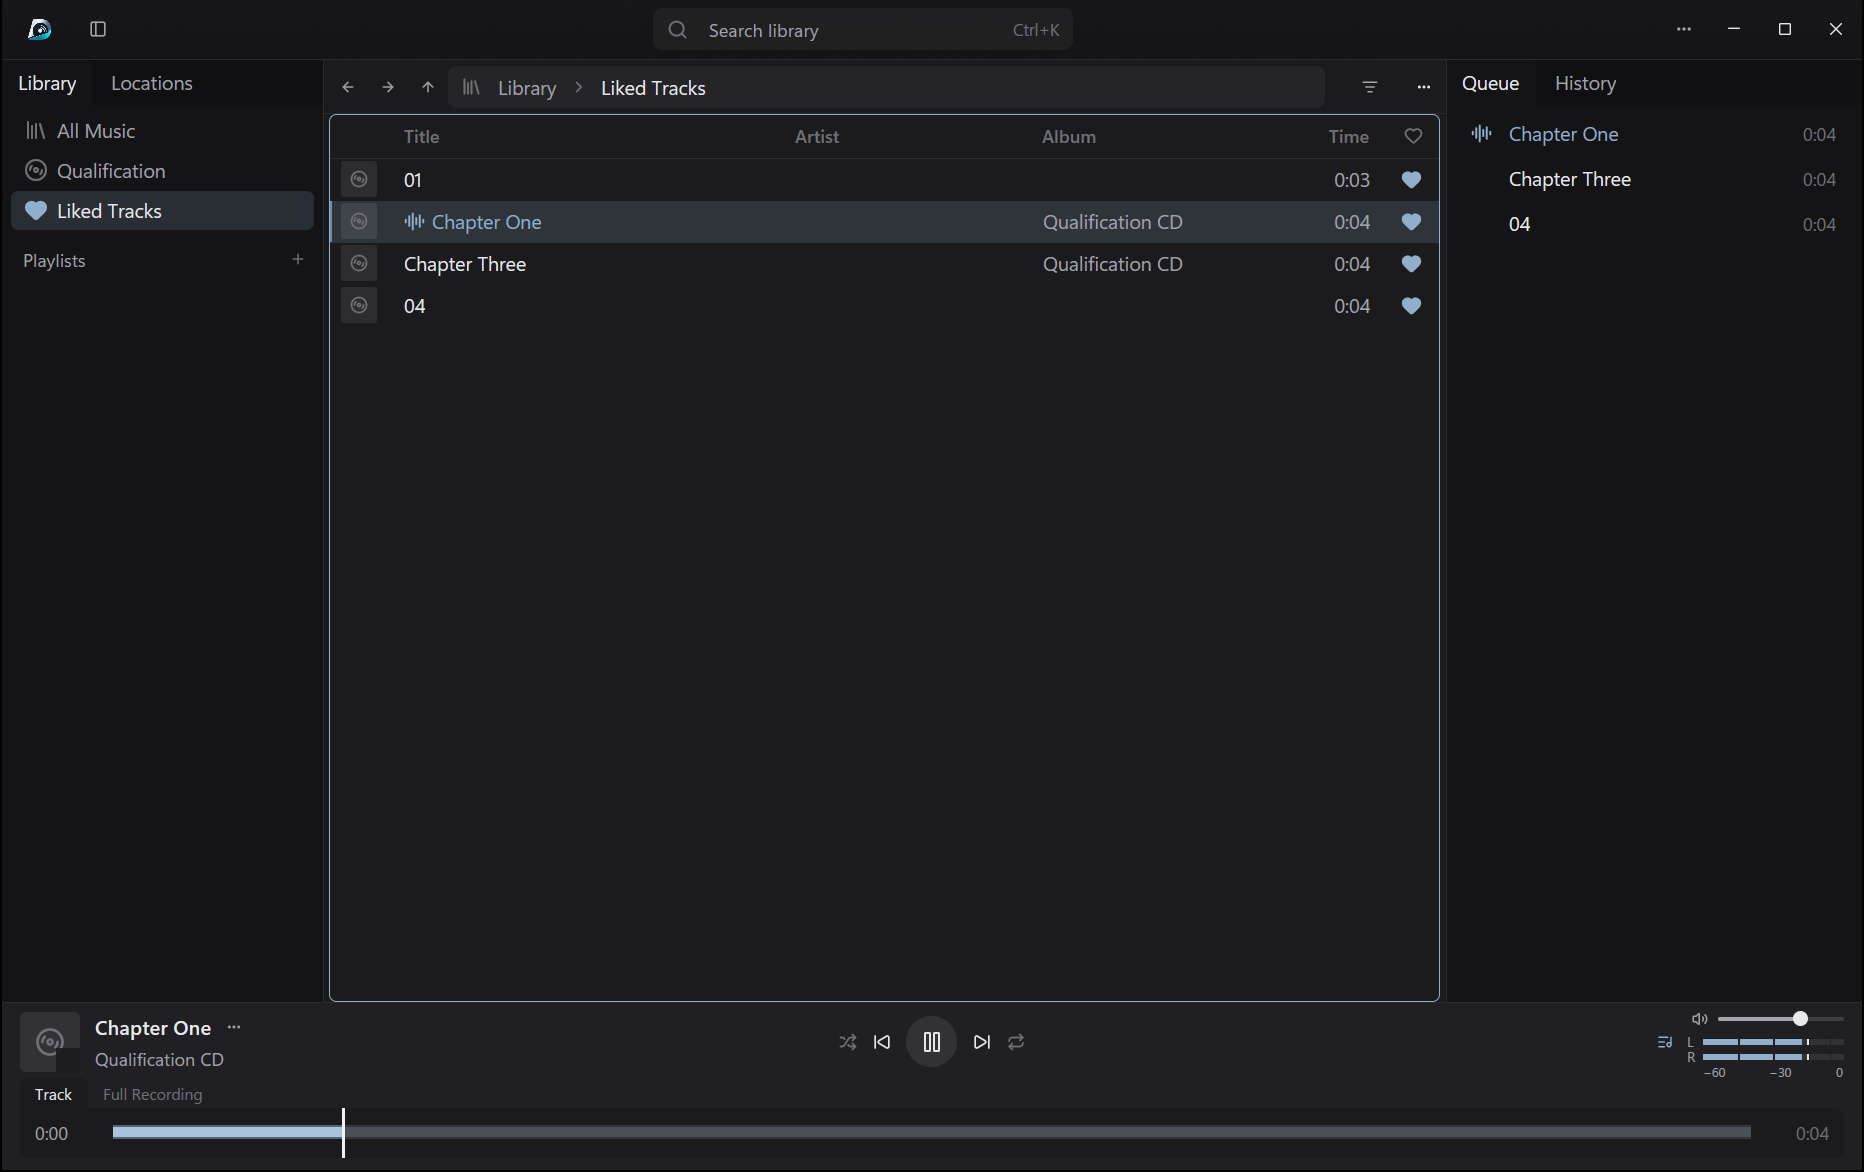 Search library Ctrl+K
Library Locations
All Music
Qualification
Liked Tracks
Playlists +
Library > Liked Tracks
Title Artist Album Time
01 0:03
Chapter One Qualification CD 0:04
Chapter Three Qualification CD 0:04
04 0:04
Queue History
Chapter One 0:04
Chapter Three 0:04
04 0:04
Chapter One ...
Qualification CD
L
R
-60 -30 0
Track Full Recording
0:00 0:04